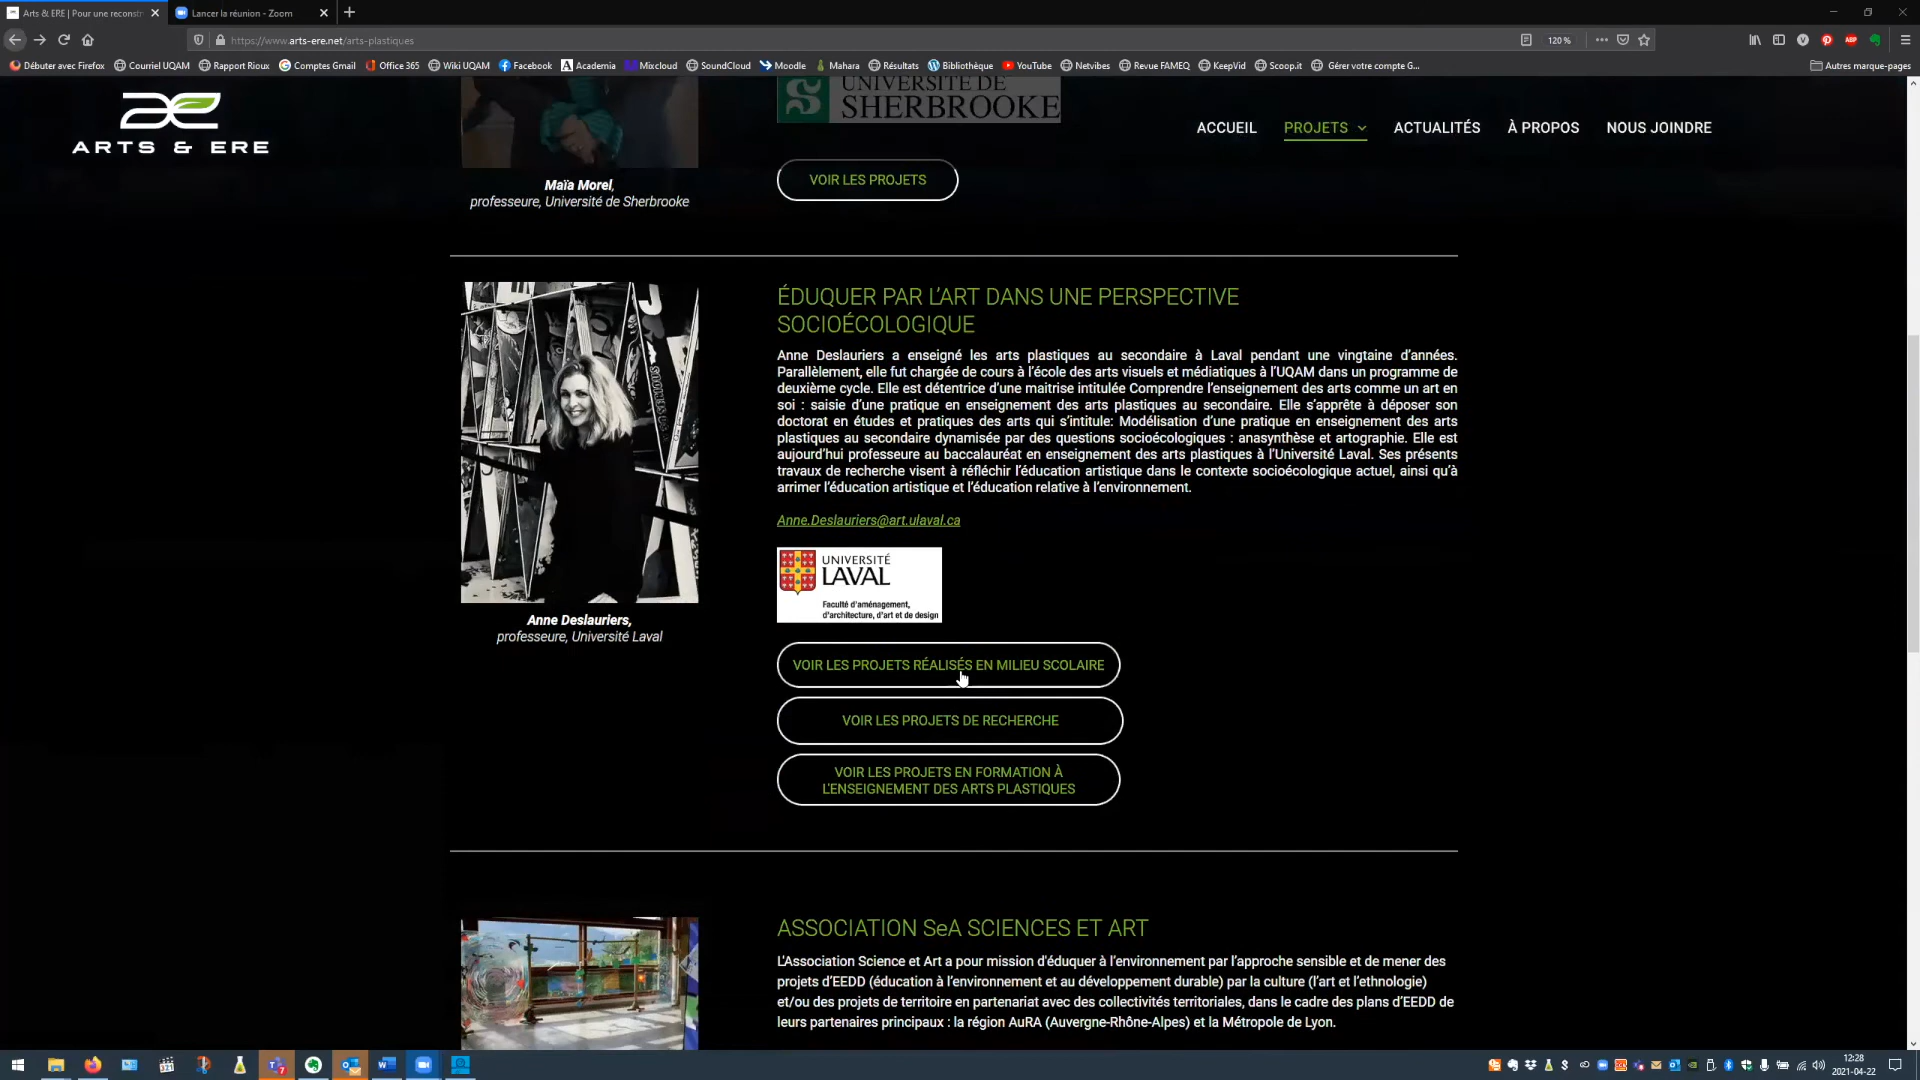 Arts & ERE | Pour une reconstr
Lancer la réunion - Zoom
https://www.arts-ere.net/arts-plastiques
120 %
Débuter avec Firefox
Courriel UQAM
Rapport Rioux
Comptes Gmail
Office 365
Wiki UQAM
Facebook
Academia
Mixcloud
SoundCloud
Moodle
Mahara
Résultats
Bibliothèque
YouTube
Netvibes
Revue FAMEQ
KeepVid
Scoop.it
Gérer votre compte G...
Autres marque-pages
ARTS & ERE
UNIVERSITÉ DE
SHERBROOKE
ACCUEIL
PROJETS
ACTUALITÉS
À PROPOS
NOUS JOINDRE
Maïa Morel,
professeure, Université de Sherbrooke
VOIR LES PROJETS
ÉDUQUER PAR L'ART DANS UNE PERSPECTIVE
SOCIOÉCOLOGIQUE
Anne Deslauriers a enseigné les arts plastiques au secondaire à Laval pendant une vingtaine d'années.
Parallèlement, elle fut chargée de cours à l'école des arts visuels et médiatiques à l'UQAM dans un programme de
deuxième cycle. Elle est détentrice d'une maitrise intitulée Comprendre l'enseignement des arts comme un art en
soi : saisie d'une pratique en enseignement des arts plastiques au secondaire. Elle s'apprête à déposer son
doctorat en études et pratiques des arts qui s'intitule: Modélisation d'une pratique en enseignement des arts
plastiques au secondaire dynamisée par des questions socioécologiques : anasynthèse et artographie. Elle est
aujourd'hui professeure au baccalauréat en enseignement des arts plastiques à l'Université Laval. Ses présents
travaux de recherche visent à réfléchir l'éducation artistique dans le contexte socioécologique actuel, ainsi qu'à
arrimer l'éducation artistique et l'éducation relative à l'environnement.
Anne.Deslauriers@art.ulaval.ca
UNIVERSITÉ
LAVAL
Faculté d'aménagement,
d'architecture, d'art et de design
Anne Deslauriers,
professeure, Université Laval
VOIR LES PROJETS RÉALISÉS EN MILIEU SCOLAIRE
VOIR LES PROJETS DE RECHERCHE
VOIR LES PROJETS EN FORMATION À
L'ENSEIGNEMENT DES ARTS PLASTIQUES
ASSOCIATION SeA SCIENCES ET ART
L'Association Science et Art a pour mission d'éduquer à l'environnement par l'approche sensible et de mener des
projets d'EEDD (éducation à l'environnement et au développement durable) par la culture (l'art et l'ethnologie)
et/ou des projets de territoire en partenariat avec des collectivités territoriales, dans le cadre des plans d'EEDD de
leurs partenaires principaux : la région AuRA (Auvergne-Rhône-Alpes) et la Métropole de Lyon.
12:28
2021-04-22